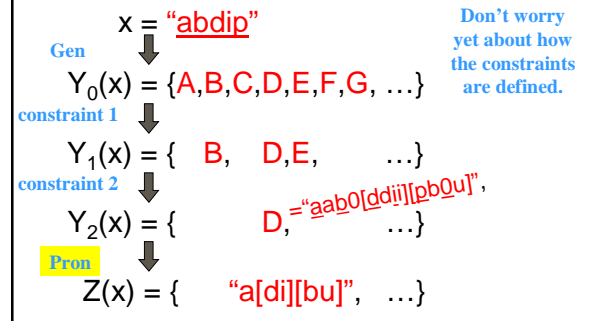 x = “abdip”
Don’t worry
yet about how
the constraints
are defined.
Gen
Y0(x) = {A,B,C,D,E,F,G, …}
constraint 1
Y1(x) = { B, D,E, …}
constraint 2
Y2(x) = { D, …}
=“aab0[ddii][pb0u]”,
Pron
Z(x) = { “a[di][bu]”, …}